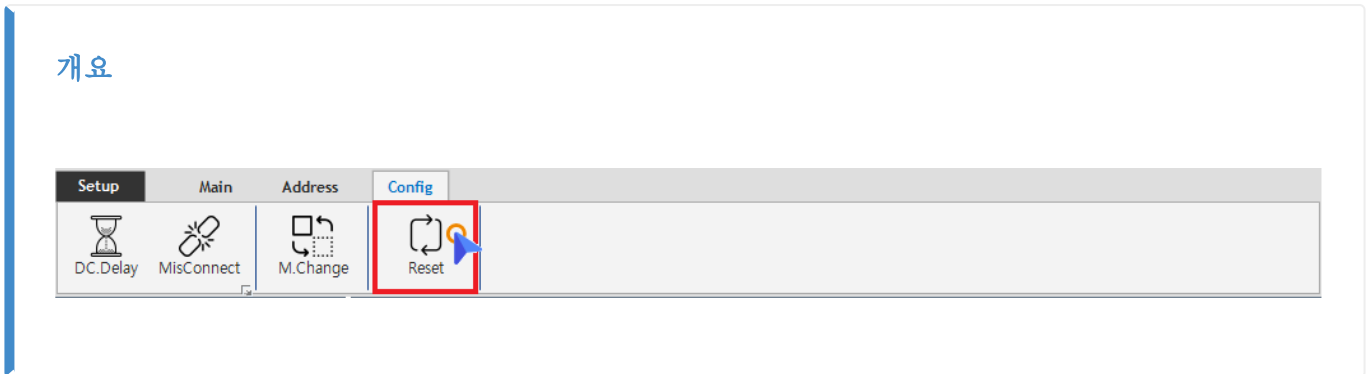 개요
Setup Main Address Config
DC.Delay MisConnect M.Change Reset